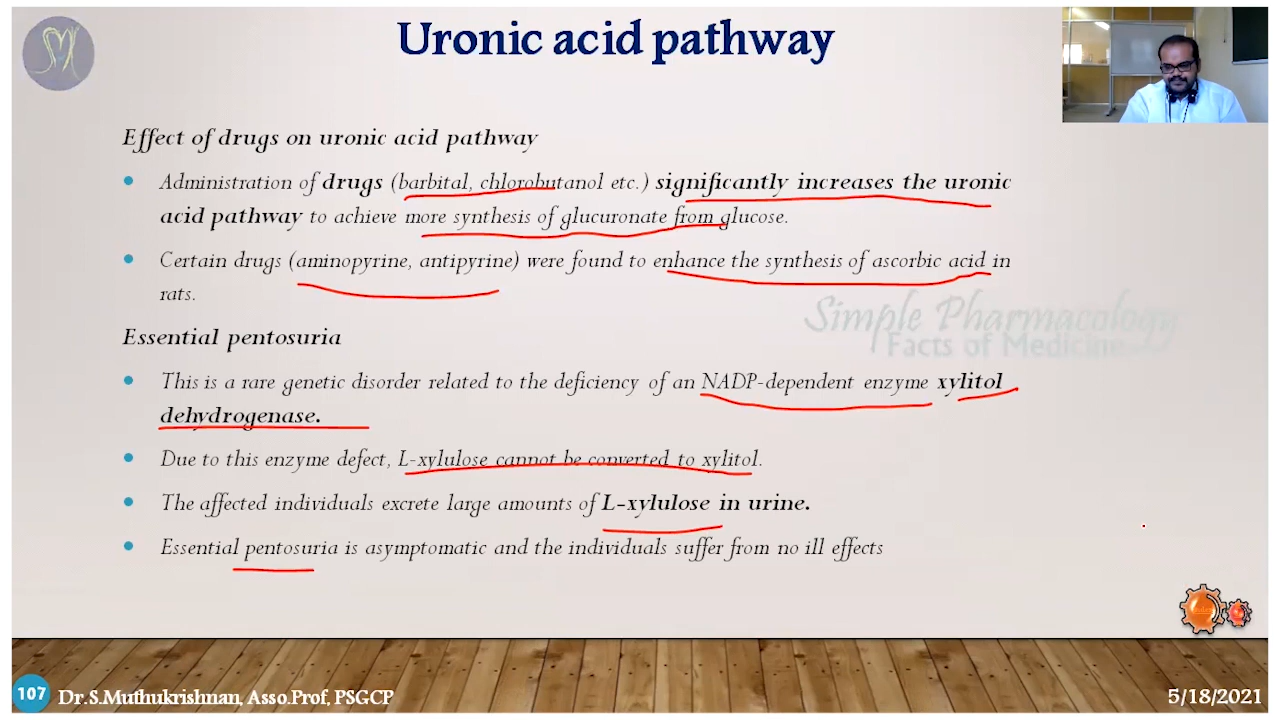 Uronic acid pathway
Effect of drugs on uronic acid pathway
Administration of drugs (barbital, chlorobutanol etc.) significantly increases the uronic
acid pathway to achieve more synthesis of glucuronate from glucose.
Certain drugs (aminopyrine, antipyrine) were found to enhance the synthesis of ascorbic acid in
rats.
Simple Pharmacology
Facts of Medicine
Essential pentosuria
This is a rare genetic disorder related to the deficiency of an NADP-dependent enzyme xylitol
dehydrogenase.
Due to this enzyme defect, L-xylulose cannot be converted to xylitol.
The affected individuals excrete large amounts of L-xylulose in urine.
Essential pentosuria is asymptomatic and the individuals suffer from no ill effects
107 Dr.S.Muthukrishnan, Asso.Prof, PSGCP
5/18/2021